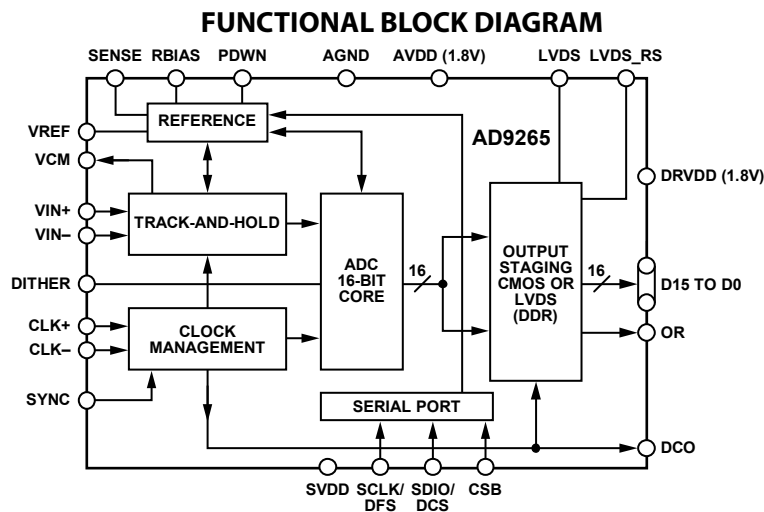 FUNCTIONAL BLOCK DIAGRAM
SENSE RBIAS PDWN AGND AVDD (1.8V) LVDS LVDS_RS
REFERENCE
AD9265
VREF
VCM
DRVDD (1.8V)
VIN+
TRACK-AND-HOLD
VIN–
ADC
16-BIT
CORE
16
OUTPUT
STAGING
CMOS OR
LVDS
(DDR)
16
D15 TO D0
DITHER
CLK+
CLOCK
MANAGEMENT
OR
CLK–
SYNC
SERIAL PORT
DCO
SVDD SCLK/ SDIO/ CSB
DFS DCS